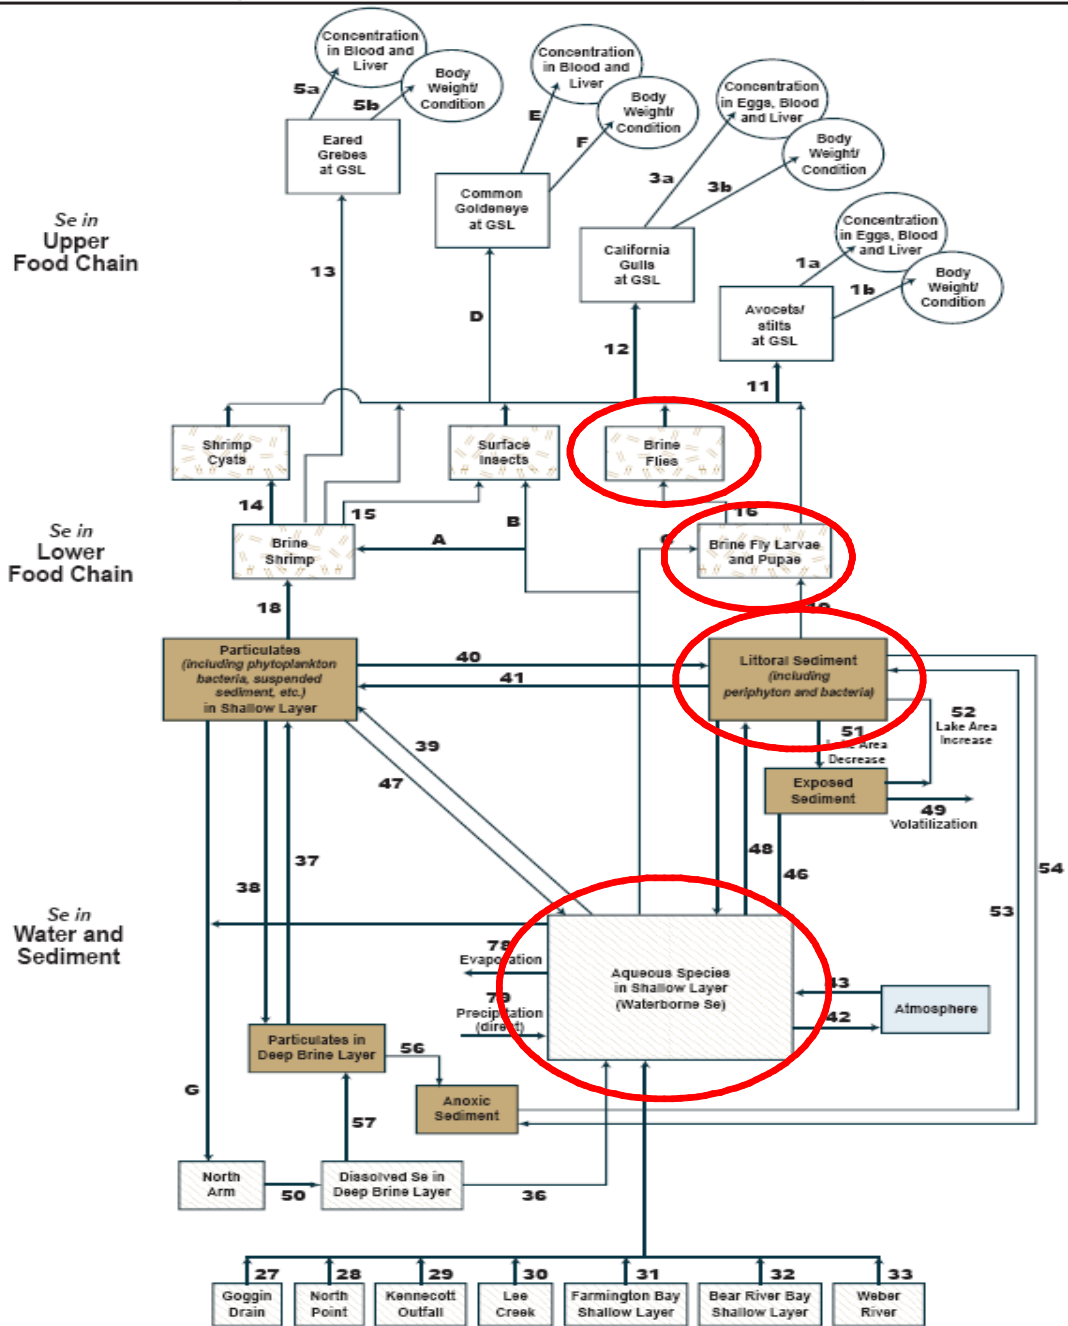 Concentration
in Blood and
Liver
Body
Weight/
Condition
5a
5b
Eared
Grebes
at GSL
Concentration
in Blood and
Liver
Body
Weight/
Condition
E
F
Common
Goldeneye
at GSL
Concentration
in Eggs, Blood
and Liver
Body
Weight/
Condition
3a
3b
California
Gulls
at GSL
Concentration
in Eggs, Blood
and Liver
Body
Weight/
Condition
1a
1b
Avocets/
stilts
at GSL
Se in
Upper
Food Chain
13
D
12
11
Shrimp
Cysts
Surface
Insects
Brine
Flies
14
15
B
16
Se in
Lower
Food Chain
Brine
Shrimp
A
Brine Fly Larvae
and Pupae
18
Particulates
(including phytoplankton
bacteria, suspended
sediment, etc.)
in Shallow Layer
40
41
Littoral Sediment
(including
periphyton and bacteria)
39
47
51
Lake Area
Decrease
52
Lake Area
Increase
Exposed
Sediment
49
Volatilization
37
38
48
46
54
53
Se in
Water and
Sediment
78
Evaporation
79
Precipitation
(direct)
Aqueous Species
in Shallow Layer
(Waterborne Se)
43
42
Atmosphere
Particulates in
Deep Brine Layer
56
Anoxic
Sediment
G
57
North
Arm
50
Dissolved Se in
Deep Brine Layer
36
27
28
29
30
31
32
33
Goggin
Drain
North
Point
Kennecott
Outfall
Lee
Creek
Farmington Bay
Shallow Layer
Bear River Bay
Shallow Layer
Weber
River